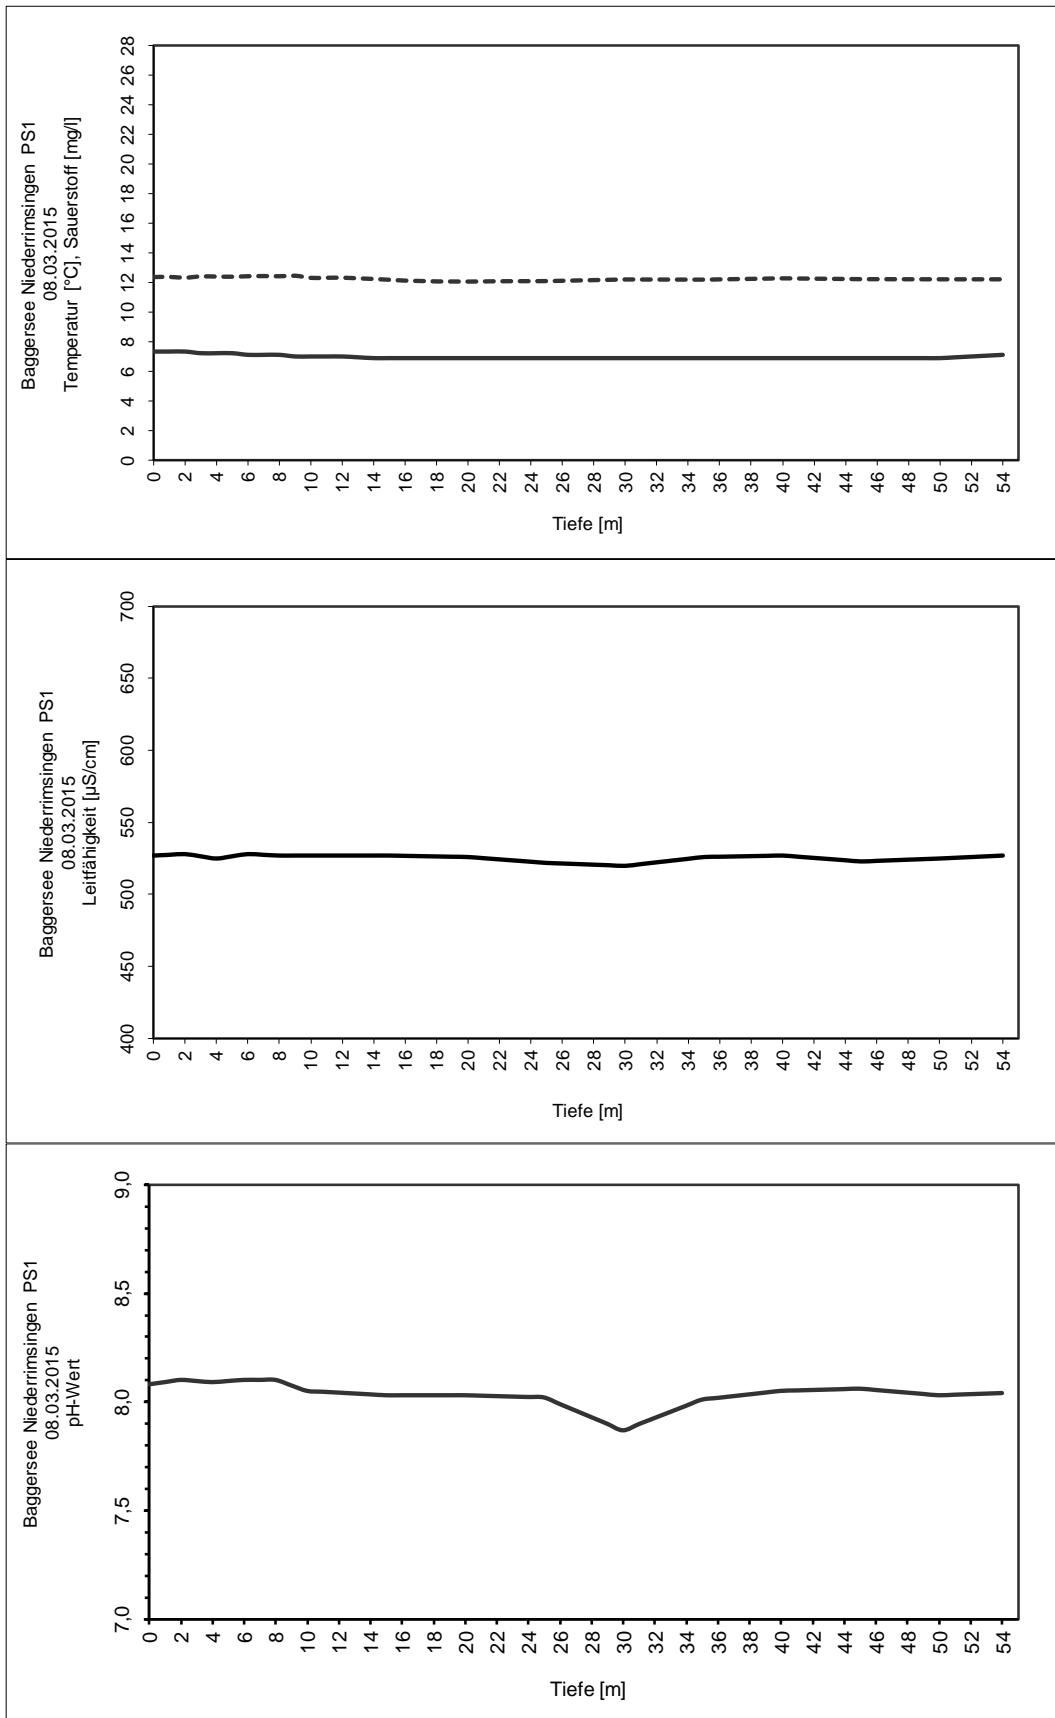 Baggersee Niederrimsingen PS1
08.03.2015
Temperatur [°C], Sauerstoff [mg/l]
0 2 4 6 8 10 12 14 16 18 20 22 24 26 28
0 2 4 6 8 10 12 14 16 18 20 22 24 26 28 30 32 34 36 38 40 42 44 46 48 50 52 54
Tiefe [m]
Baggersee Niederrimsingen PS1
08.03.2015
Leitfähigkeit [µS/cm]
400 450 500 550 600 650 700
0 2 4 6 8 10 12 14 16 18 20 22 24 26 28 30 32 34 36 38 40 42 44 46 48 50 52 54
Tiefe [m]
Baggersee Niederrimsingen PS1
08.03.2015
pH-Wert
7,0 7,5 8,0 8,5 9,0
0 2 4 6 8 10 12 14 16 18 20 22 24 26 28 30 32 34 36 38 40 42 44 46 48 50 52 54
Tiefe [m]